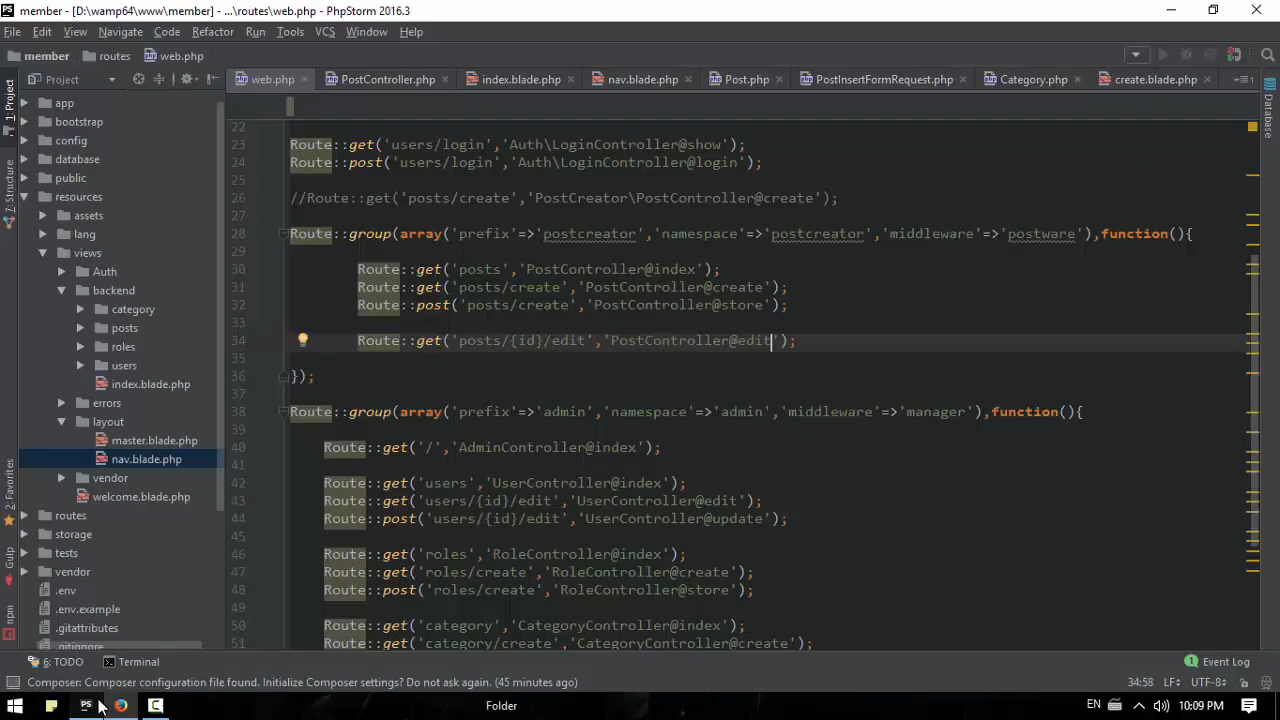 member - [D:\wamp64\www\member] - ...\routes\web.php - PhpStorm 2016.3
File Edit View Navigate Code Refactor Run Tools VCS Window Help
member routes web.php
Project
web.php PostController.php index.blade.php nav.blade.php Post.php PostInsertFormRequest.php Category.php create.blade.php
1: Project
7: Structure
2: Favorites
Gulp
npm
Database
app
bootstrap
config
database
public
resources
assets
lang
views
Auth
backend
category
posts
roles
users
index.blade.php
errors
layout
master.blade.php
nav.blade.php
vendor
welcome.blade.php
routes
storage
tests
vendor
.env
.env.example
.gitattributes
.gitignore
22
23 Route::get('users/login','Auth\LoginController@show');
24 Route::post('users/login','Auth\LoginController@login');
25
26 //Route::get('posts/create','PostCreator\PostController@create');
27
28 Route::group(array('prefix'=>'postcreator','namespace'=>'postcreator','middleware'=>'postware'),function(){
30 Route::get('posts','PostController@index');
31 Route::get('posts/create','PostController@create');
32 Route::post('posts/create','PostController@store');
33
34 Route::get('posts/{id}/edit','PostController@edit');
35
36 });
37
38 Route::group(array('prefix'=>'admin','namespace'=>'admin','middleware'=>'manager'),function(){
40 Route::get('/','AdminController@index');
41
42 Route::get('users','UserController@index');
43 Route::get('users/{id}/edit','UserController@edit');
44 Route::post('users/{id}/edit','UserController@update');
45
46 Route::get('roles','RoleController@index');
47 Route::get('roles/create','RoleController@create');
48 Route::post('roles/create','RoleController@store');
49
50 Route::get('category','CategoryController@index');
51 Route::get('category/create','CategoryController@create');
6: TODO Terminal 1 Event Log
Composer: Composer configuration file found. Initialize Composer settings? Do not ask again. (45 minutes ago) 34:58 LF÷ UTF-8÷
PS Folder EN 10:09 PM